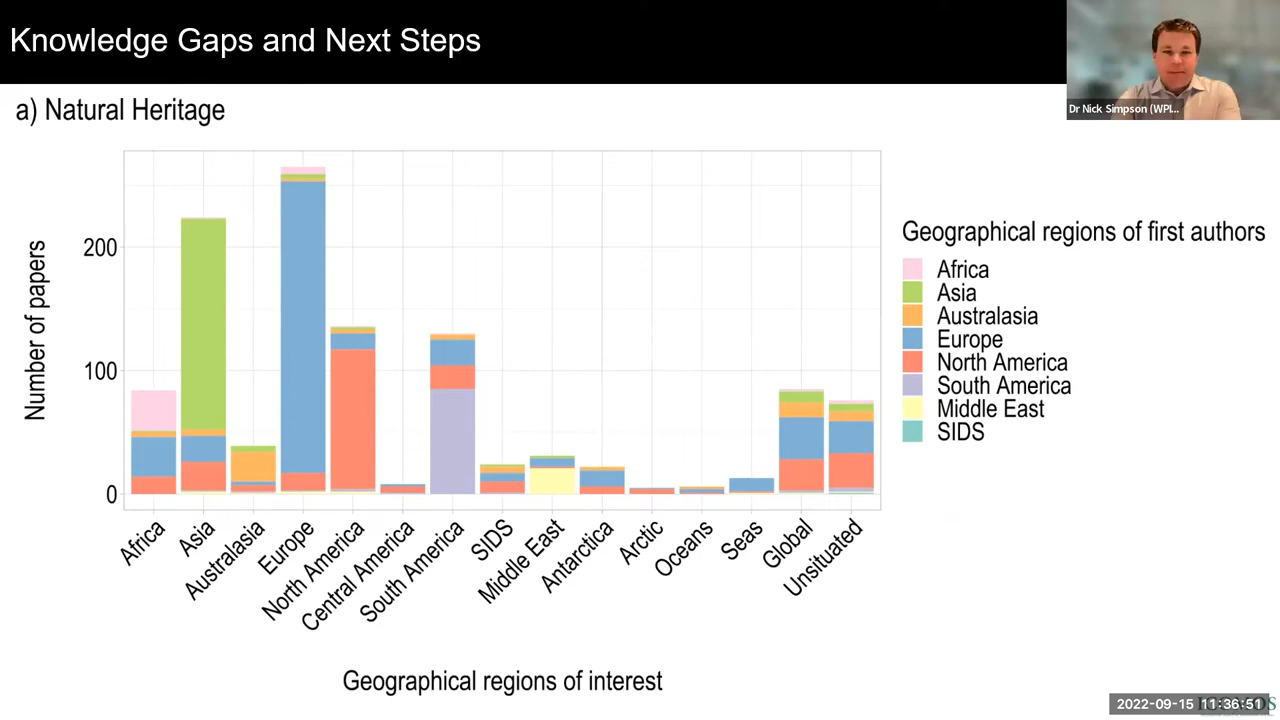 Knowledge Gaps and Next Steps
Dr Nick Simpson (WPI...
a) Natural Heritage
Number of papers
200
100
0
Africa
Asia
Australasia
Europe
North America
Central America
South America
SIDS
Middle East
Antarctica
Arctic
Oceans
Seas
Global
Unsituated
Geographical regions of interest
Geographical regions of first authors
Africa
Asia
Australasia
Europe
North America
South America
Middle East
SIDS
2022-09-15 11:36:51